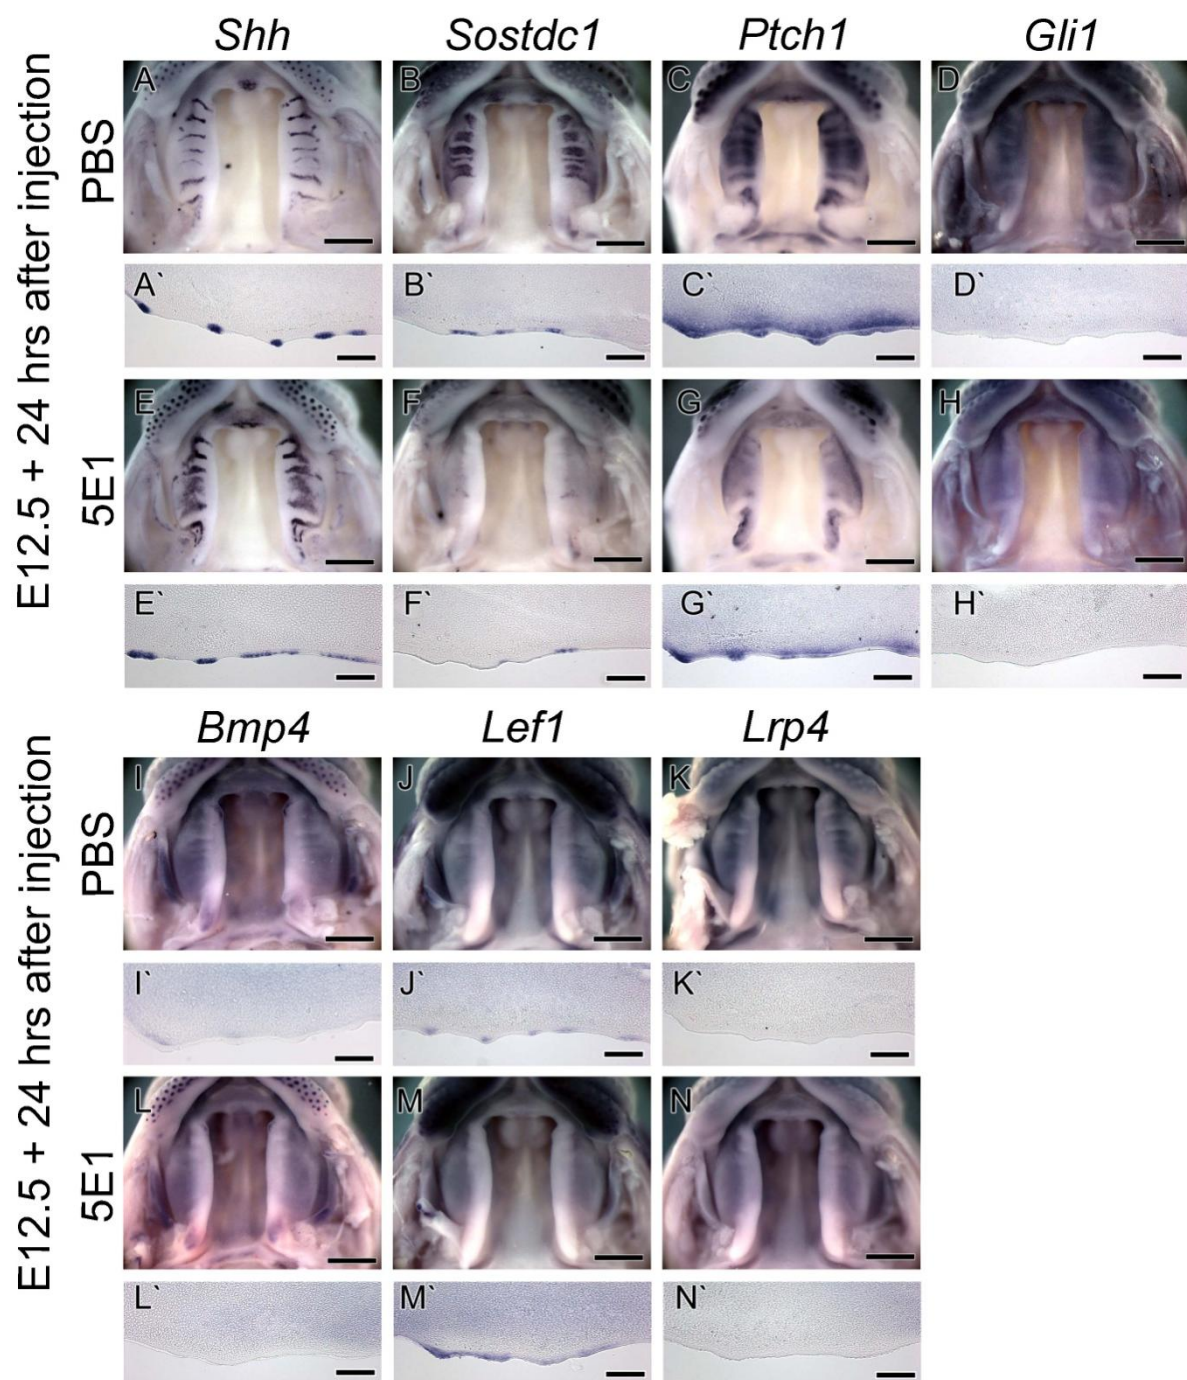 Shh Sostdc1 Ptch1 Gli1
E12.5 + 24 hrs after injection
PBS
A B C D
A` B` C` D`
5E1
E F G H
E` F` G` H`
Bmp4 Lef1 Lrp4
E12.5 + 24 hrs after injection
PBS
I J K
I` J` K`
5E1
L M N
L` M` N`